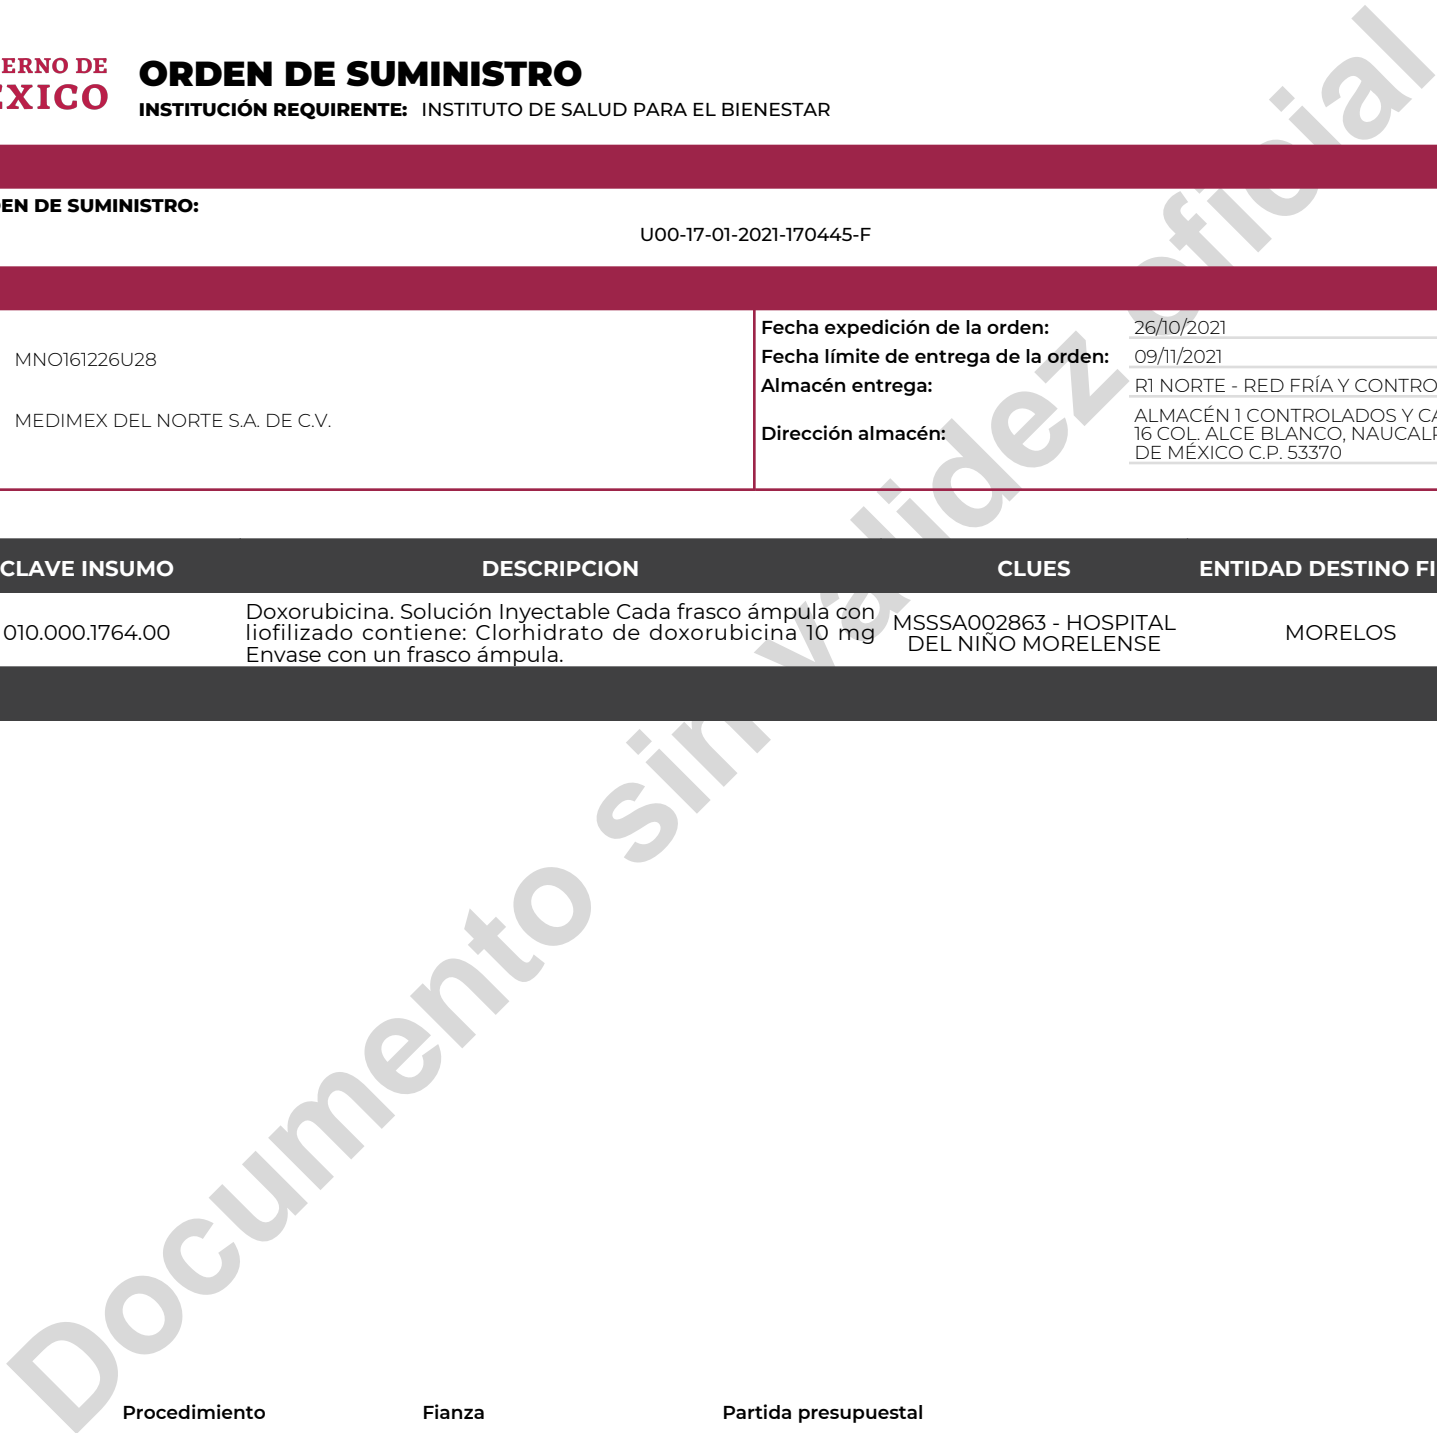 ERNO DE
ÉXICO
ORDEN DE SUMINISTRO
INSTITUCIÓN REQUIRENTE: INSTITUTO DE SALUD PARA EL BIENESTAR
EN DE SUMINISTRO:
U00-17-01-2021-170445-F
MNO161226U28
MEDIMEX DEL NORTE S.A. DE C.V.
Fecha expedición de la orden: 26/10/2021
Fecha límite de entrega de la orden: 09/11/2021
Almacén entrega: R1 NORTE - RED FRÍA Y CONTRO
Dirección almacén: ALMACÉN 1 CONTROLADOS Y CA
16 COL. ALCE BLANCO, NAUCALP
DE MÉXICO C.P. 53370
CLAVE INSUMO DESCRIPCION CLUES ENTIDAD DESTINO FI
010.000.1764.00
Doxorubicina. Solución Inyectable Cada frasco ámpula con
liofilizado contiene: Clorhidrato de doxorubicina 10 mg
Envase con un frasco ámpula.
MSSSA002863 - HOSPITAL
DEL NIÑO MORELENSE
MORELOS
Documento sin validez oficial
Procedimiento Fianza Partida presupuestal